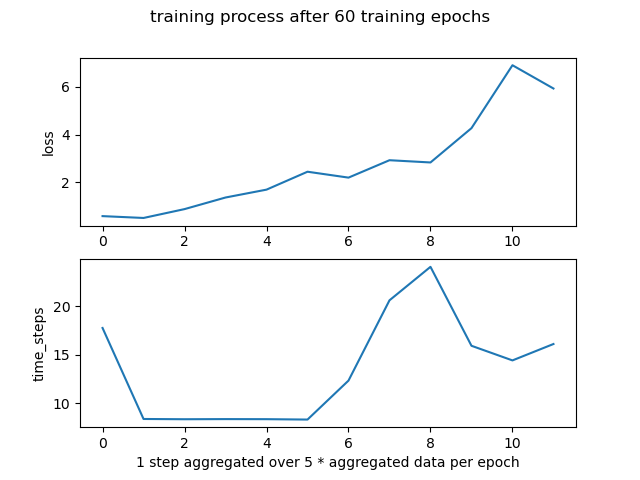 training process after 60 training epochs
6
4
2
loss
0 2 4 6 8 10
20
15
10
time_steps
0 2 4 6 8 10
1 step aggregated over 5 * aggregated data per epoch